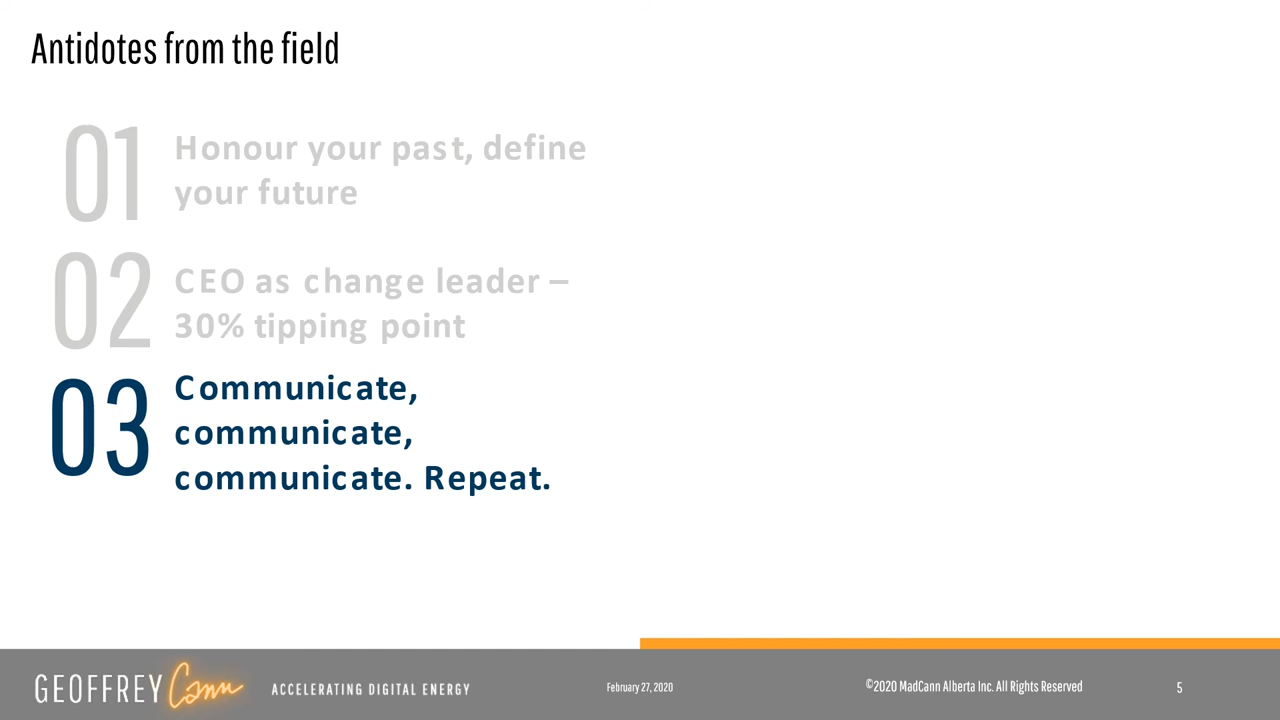 Antidotes from the field
01
Honour your past, define
your future
02
CEO as change leader –
30% tipping point
03
Communicate,
communicate,
communicate. Repeat.
GEOFFREY Cann
ACCELERATING DIGITAL ENERGY
February 27, 2020
©2020 MadCann Alberta Inc. All Rights Reserved
5